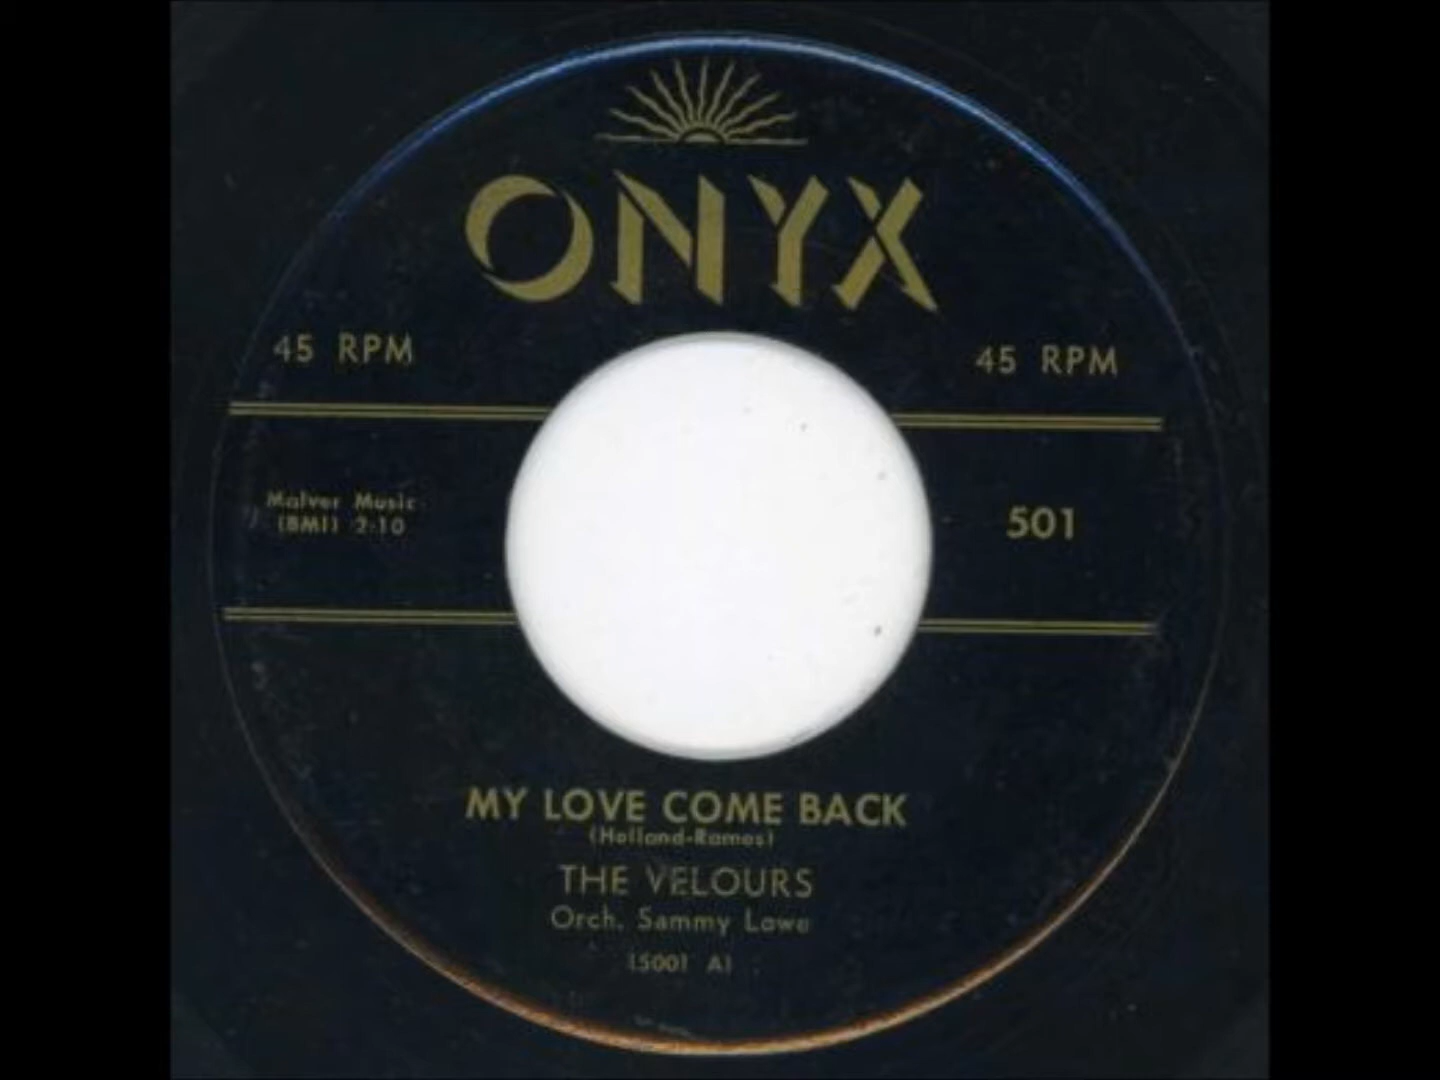 ONYX
45 RPM 45 RPM
Malver Music
(BMI) 2-10
501
MY LOVE COME BACK
(Holland-Ramos)
THE VELOURS
Orch. Sammy Lowe
(5001 A)